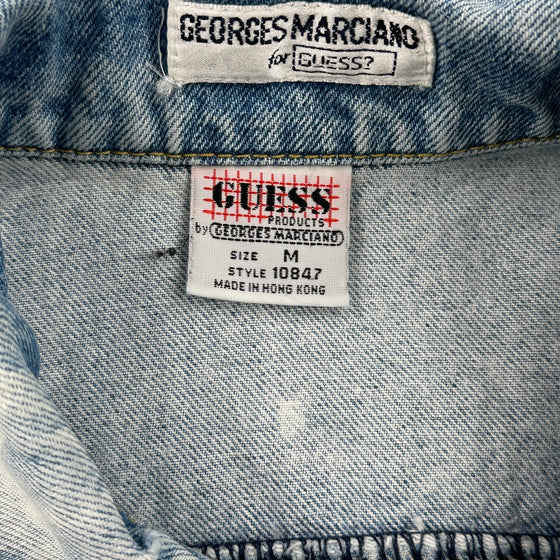 GEORGES MARCIANO
for GUESS?
GUESS
PRODUCTS
by GEORGES MARCIANO
SIZE M
STYLE 10847
MADE IN HONG KONG